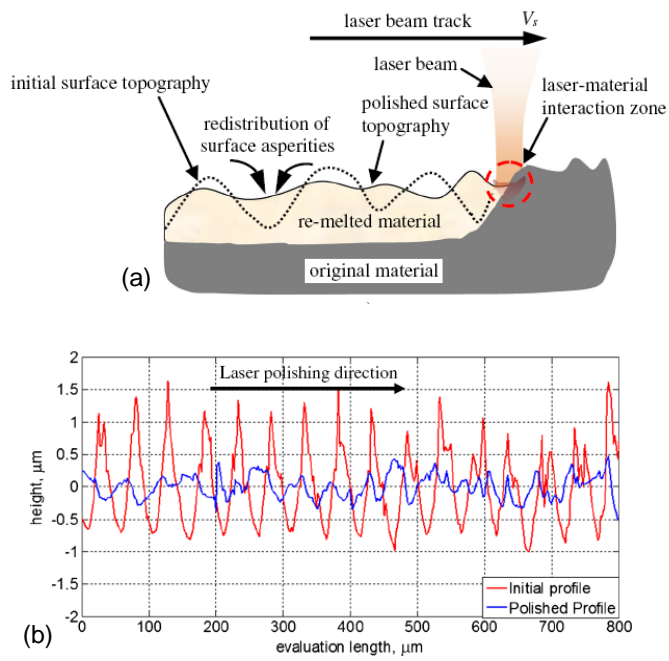 laser beam track
Vs
initial surface topography
laser beam
laser-material interaction zone
redistribution of surface asperities
polished surface topography
re-melted material
original material
(a)
2
1.5
1
0.5
0
-0.5
-1
-1.5
-2
height, μm
Laser polishing direction
Initial profile
Polished Profile
0
100
200
300
400
500
600
700
800
evaluation length, μm
(b)